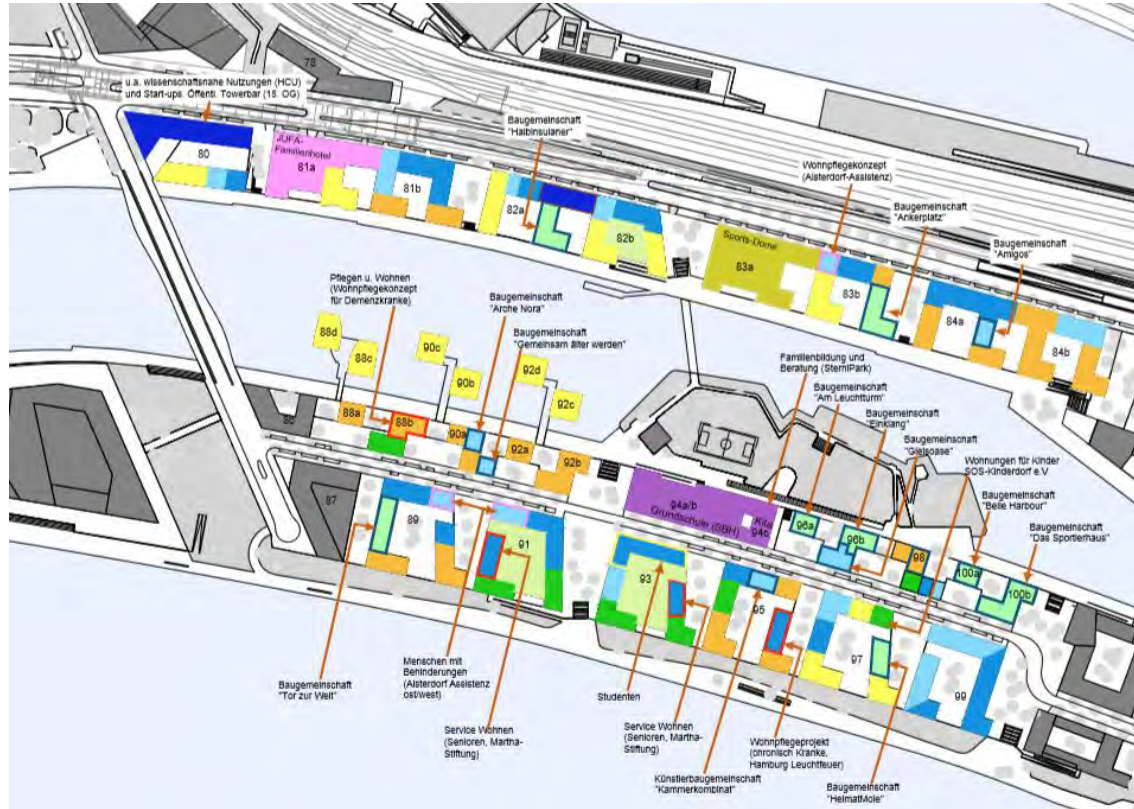 78
u.a. wissenschaftsnahe Nutzungen (HCU)
und Start-ups. Öffentl. Towerbar (15. OG)
80
JUFA-
Familienhotel
81a
81b
Baugemeinschaft
"Halbinsulaner"
82a
82b
Wohnpflegekonzept
(Alsterdorf-Assistenz)
Baugemeinschaft
"Ankerplatz"
Baugemeinschaft
"Amigos"
Sports-Dome
83a
83b
84a
84b
Pflegen u. Wohnen
(Wohnpflegekonzept
für Demenzkranke)
Baugemeinschaft
"Arche Nora"
Baugemeinschaft
"Gemeinsam älter werden"
88d
88c
90c
90b
92d
92c
Familienbildung und
Beratung (SterniPark)
Baugemeinschaft
"Am Leuchtturm"
Baugemeinschaft
"Einklang"
Baugemeinschaft
"Gleisoase"
Wohnungen für Kinder
SOS-Kinderdorf e.V
Baugemeinschaft
"Belle Harbour"
Baugemeinschaft
"Das Sportlerhaus"
88a
88b
90a
92a
92b
87
89
91
94a/b
Grundschule (SBH)
Kita
94c
96a
96b
98
100a
100b
93
95
97
99
Baugemeinschaft
"Tor zur Welt"
Menschen mit
Behinderungen
(Alsterdorf Assistenz
ost/west)
Service Wohnen
(Senioren, Martha-
Stiftung)
Studenten
Service Wohnen
(Senioren, Martha-
Stiftung)
Künstlerbaugemeinschaft
"Kammerkombinat"
Wohnpflegeprojekt
(chronisch Kranke,
Hamburg Leuchtfeuer)
Baugemeinschaft
"HeimatMole"